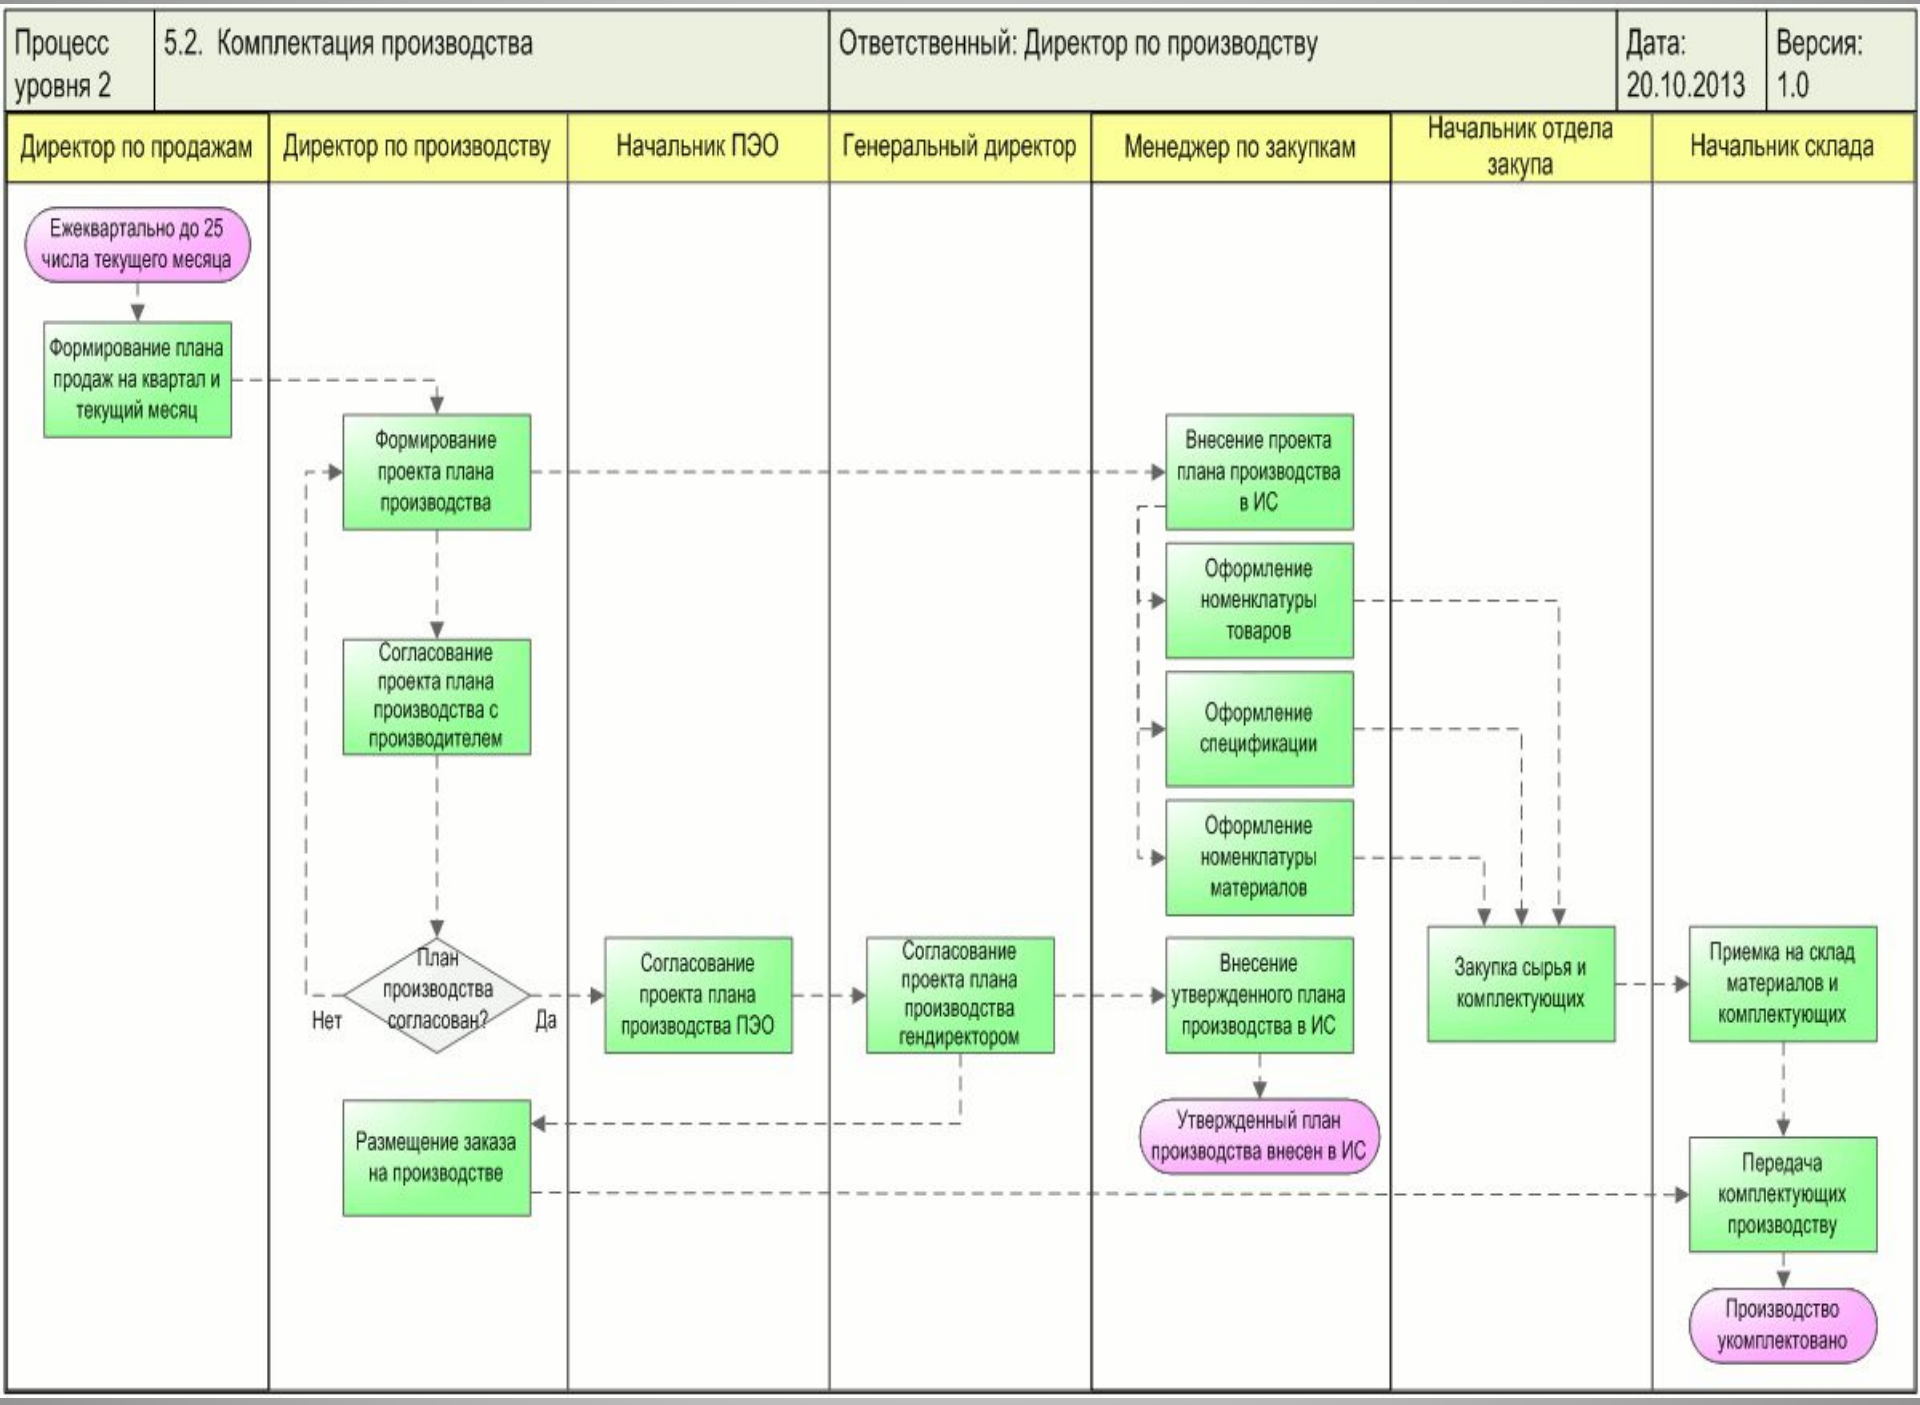 Процесс
уровня 2
5.2. Комплектация производства
Ответственный: Директор по производству
Дата:
20.10.2013
Версия:
1.0
Директор по продажам
Директор по производству
Начальник ПЭО
Генеральный директор
Менеджер по закупкам
Начальник отдела
закупа
Начальник склада
Ежеквартально до 25
числа текущего месяца
Формирование плана
продаж на квартал и
текущий месяц
Формирование
проекта плана
производства
Внесение проекта
плана производства
в ИС
Оформление
номенклатуры
товаров
Согласование
проекта плана
производства с
производителем
Оформление
спецификации
Оформление
номенклатуры
материалов
План
производства
согласован?
Нет
Да
Согласование
проекта плана
производства ПЭО
Согласование
проекта плана
производства
гендиректором
Внесение
утвержденного плана
производства в ИС
Закупка сырья и
комплектующих
Приемка на склад
материалов и
комплектующих
Размещение заказа
на производстве
Утвержденный план
производства внесен в ИС
Передача
комплектующих
производству
Производство
укомплектовано